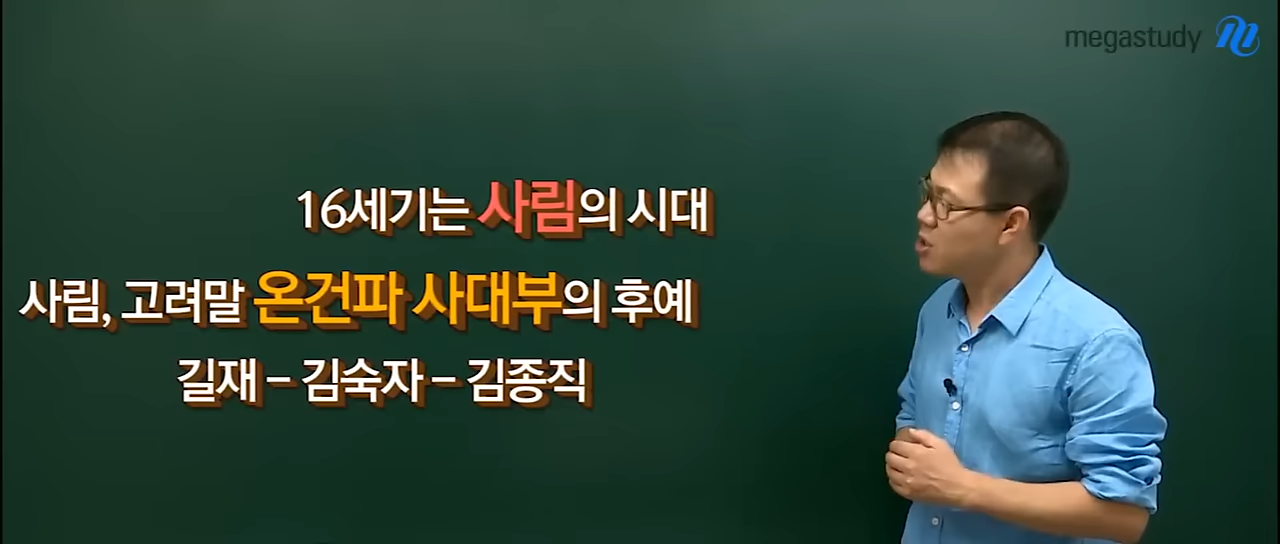 megastudy
16세기는 사림의 시대
사림, 고려말 온건파 사대부의 후예
길재 – 김숙자 – 김종직